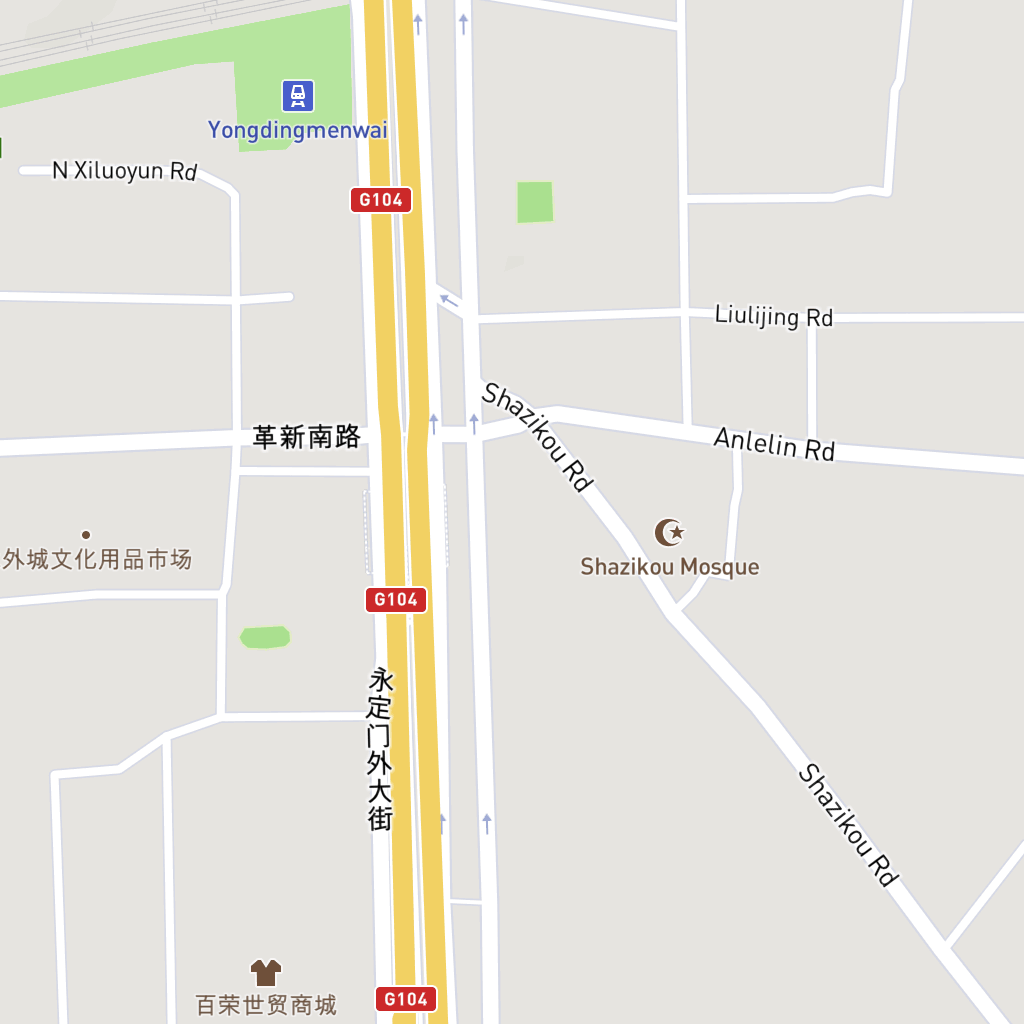 Yongdingmenwai
N Xiluoyun Rd
G104
Liulijing Rd
Shazikou Rd
革新南路
Anlelin Rd
外城文化用品市场
Shazikou Mosque
G104
永定门外大街
Shazikou Rd
百荣世贸商城
G104